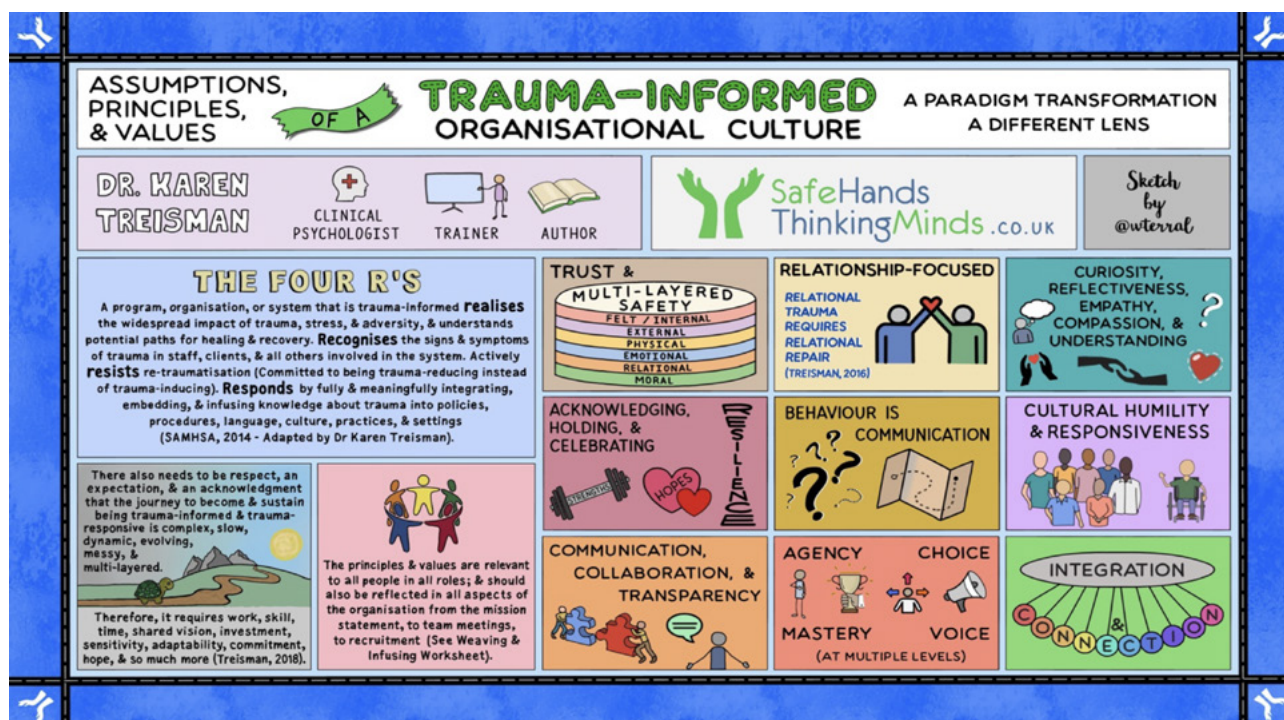 ASSUMPTIONS,
PRINCIPLES,
& VALUES
OF A
TRAUMA-INFORMED
ORGANISATIONAL CULTURE
A PARADIGM TRANSFORMATION
A DIFFERENT LENS
DR. KAREN
TREISMAN
CLINICAL
PSYCHOLOGIST
TRAINER
AUTHOR
SafeHands
ThinkingMinds.co.uk
Sketch
by
@wterral
THE FOUR R'S
A program, organisation, or system that is trauma-informed realises
the widespread impact of trauma, stress, & adversity, & understands
potential paths for healing & recovery. Recognises the signs & symptoms
of trauma in staff, clients, & all others involved in the system. Actively
resists re-traumatisation (Committed to being trauma-reducing instead
of trauma-inducing). Responds by fully & meaningfully integrating,
embedding, & infusing knowledge about trauma into policies,
procedures, language, culture, practices, & settings
(SAMHSA, 2014 - Adapted by Dr Karen Treisman).
There also needs to be respect, an
expectation, & an acknowledgment
that the journey to become & sustain
being trauma-informed & trauma-
responsive is complex, slow,
dynamic, evolving,
messy, &
multi-layered.
Therefore, it requires work, skill,
time, shared vision, investment,
sensitivity, adaptability, commitment,
hope, & so much more (Treisman, 2018).
The principles & values are relevant
to all people in all roles; & should
also be reflected in all aspects of
the organisation from the mission
statement, to team meetings,
to recruitment (See Weaving &
Infusing Worksheet).
TRUST &
MULTI-LAYERED
SAFETY
FELT / INTERNAL
EXTERNAL
PHYSICAL
EMOTIONAL
RELATIONAL
MORAL
RELATIONSHIP-FOCUSED
RELATIONAL
TRAUMA
REQUIRES
RELATIONAL
REPAIR
(TREISMAN, 2016)
CURIOSITY,
REFLECTIVENESS,
EMPATHY,
COMPASSION, &
UNDERSTANDING
?
ACKNOWLEDGING,
HOLDING, &
CELEBRATING
STRENGTHS
HOPES
RESILIENCE
BEHAVIOUR IS
COMMUNICATION
? ? ? ? ?
CULTURAL HUMILITY
& RESPONSIVENESS
COMMUNICATION,
COLLABORATION, &
TRANSPARENCY
AGENCY
CHOICE
MASTERY
VOICE
(AT MULTIPLE LEVELS)
INTEGRATION
&
CONNECTION